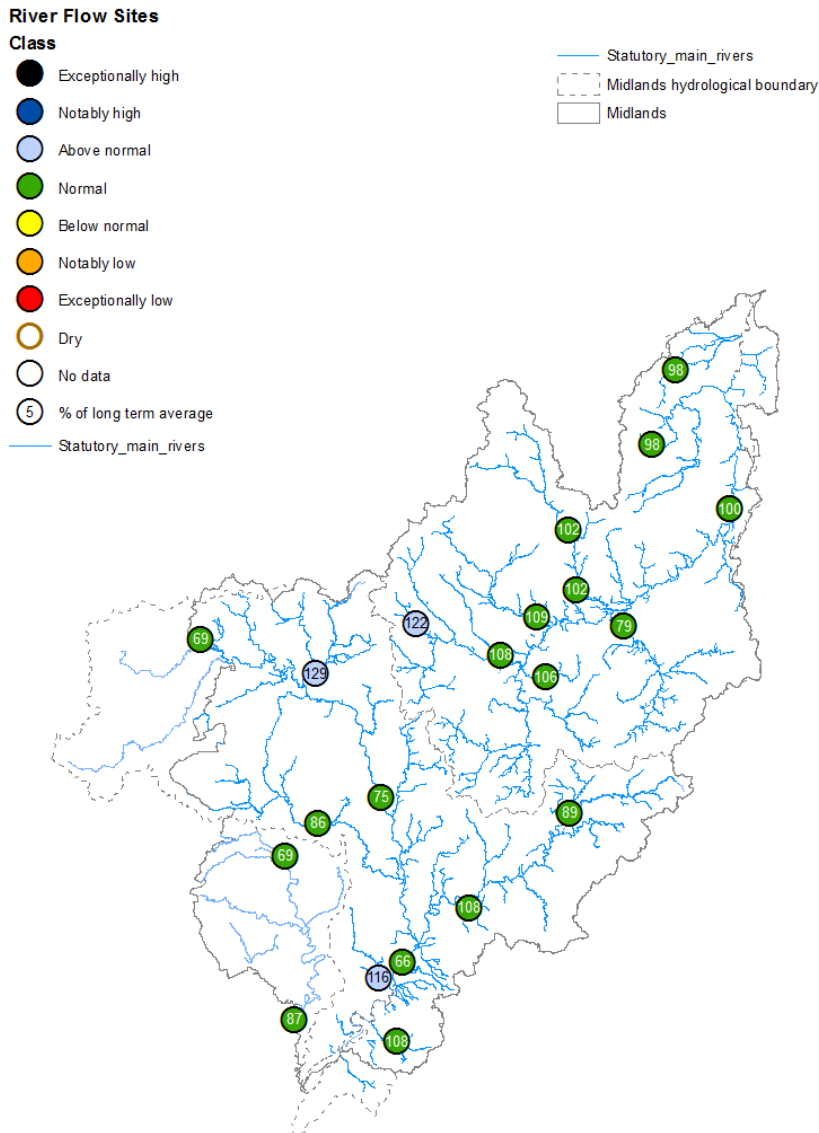 River Flow Sites
Class
Exceptionally high
Notably high
Above normal
Normal
Below normal
Notably low
Exceptionally low
Dry
No data
5 % of long term average
Statutory_main_rivers
Statutory_main_rivers
Midlands hydrological boundary
Midlands
98
98
100
102
102
109
122
79
69
108
129
106
75
89
86
69
108
66
116
87
108